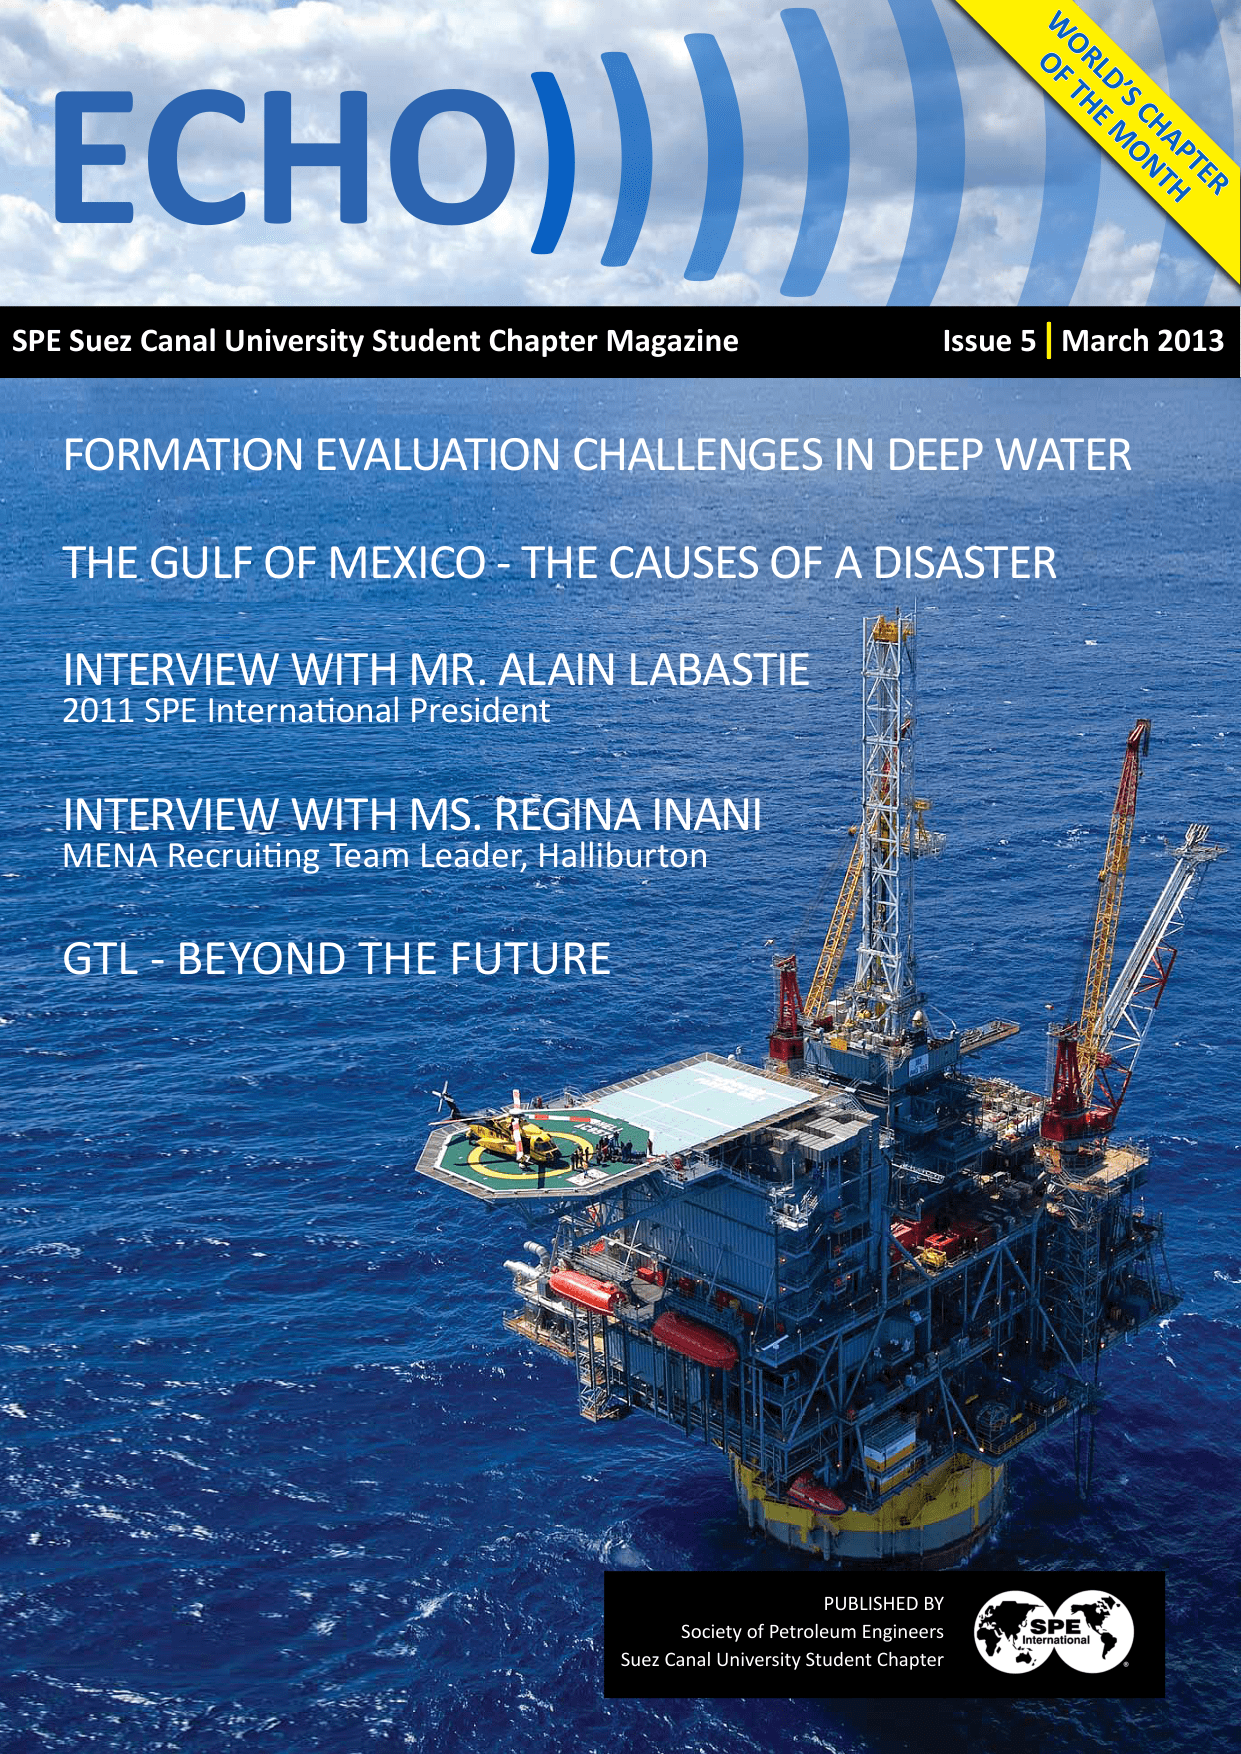 ECHO
WORLD'S CHAPTER
OF THE MONTH
SPE Suez Canal University Student Chapter Magazine
Issue 5 | March 2013
FORMATION EVALUATION CHALLENGES IN DEEP WATER
THE GULF OF MEXICO - THE CAUSES OF A DISASTER
INTERVIEW WITH MR. ALAIN LABASTIE
2011 SPE International President
INTERVIEW WITH MS. REGINA INANI
MENA Recruiting Team Leader, Halliburton
GTL - BEYOND THE FUTURE
PUBLISHED BY
Society of Petroleum Engineers
Suez Canal University Student Chapter
SPE
International
®